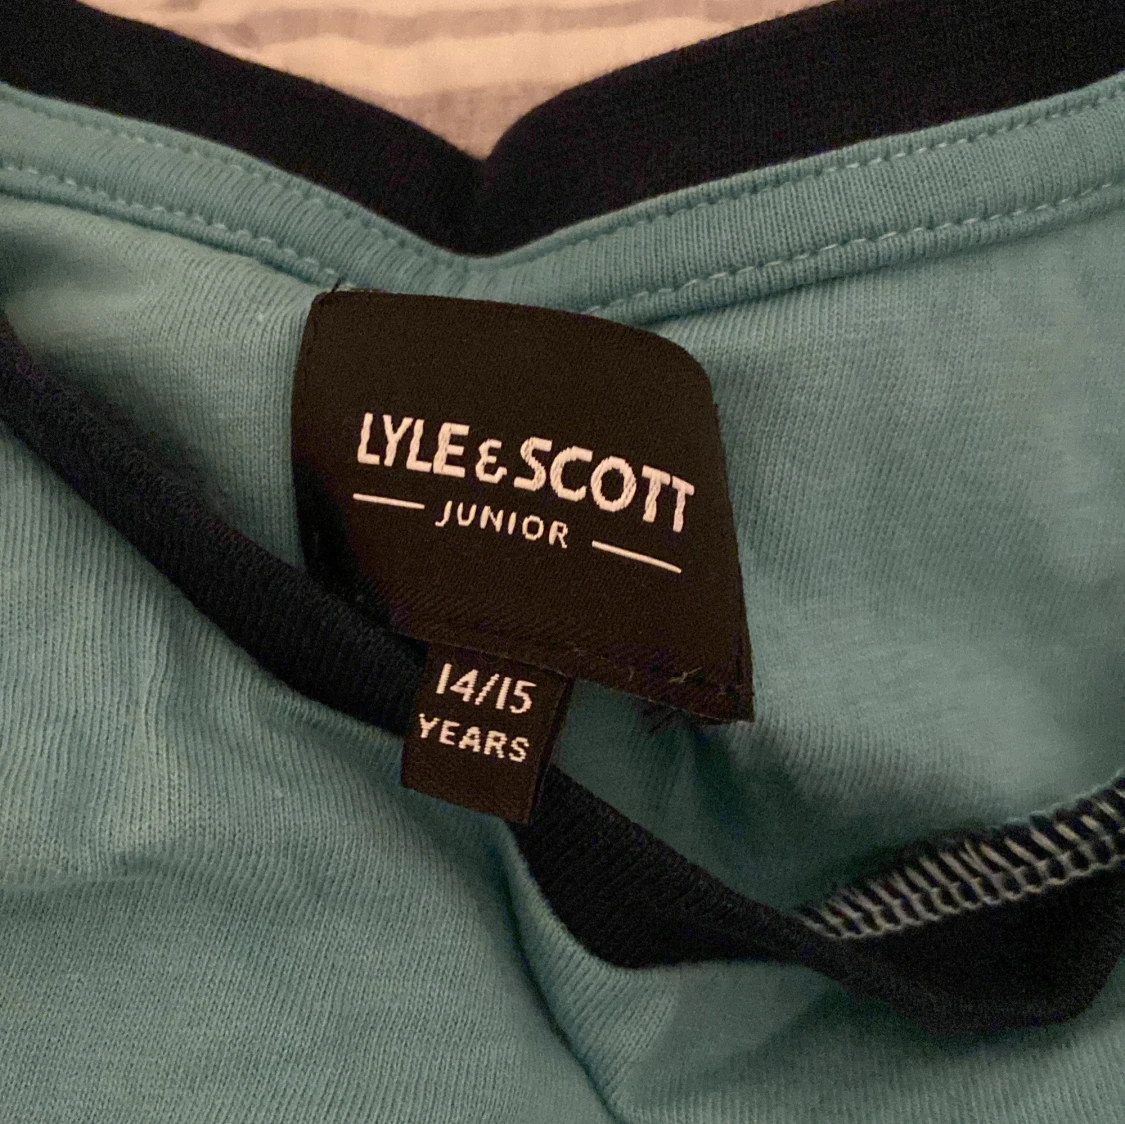 LYLE & SCOTT
JUNIOR
14/15
YEARS